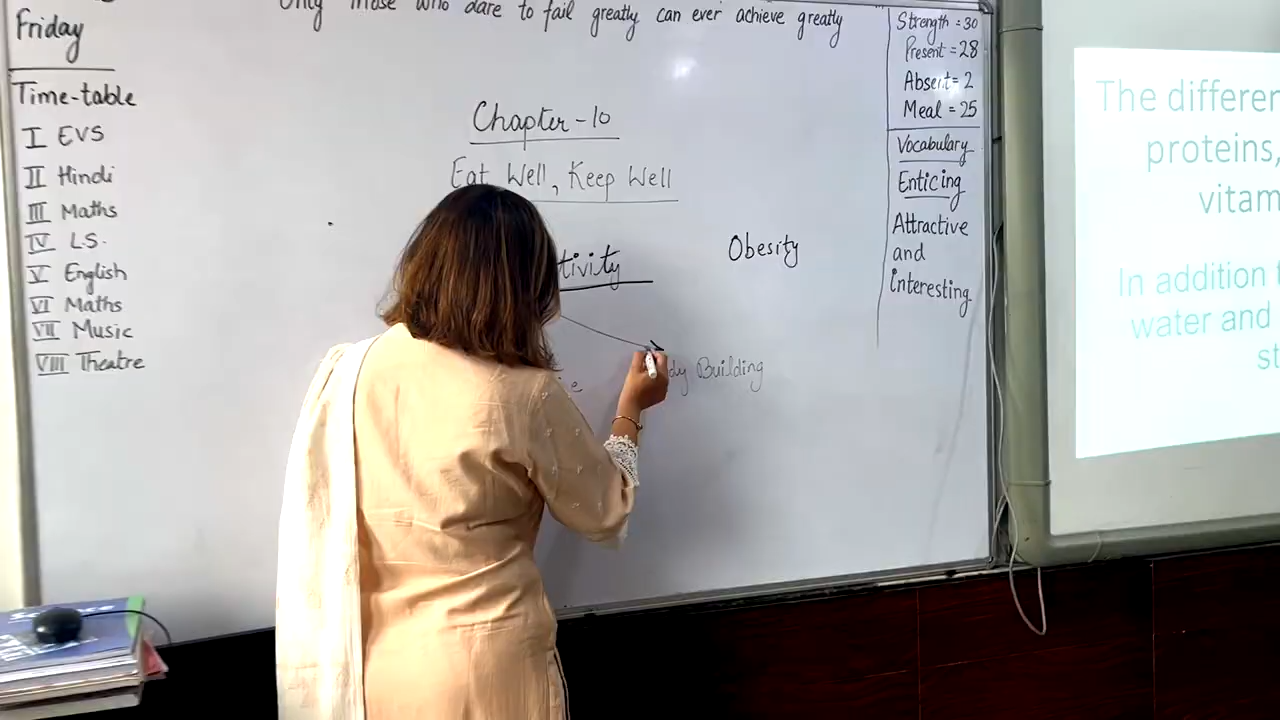 Only those who dare to fail greatly can ever achieve greatly
Friday
Time-table
I EVS
II Hindi
III Maths
IV L.S.
V English
VI Maths
VII Music
VIII Theatre
Chapter-10
Eat Well, Keep Well
tivity
Obesity
dy Building
Strength = 30
Present = 28
Absent = 2
Meal = 25
Vocabulary
Enticing
Attractive
and
interesting
The differen
proteins,
vitam
In addition
water and
st